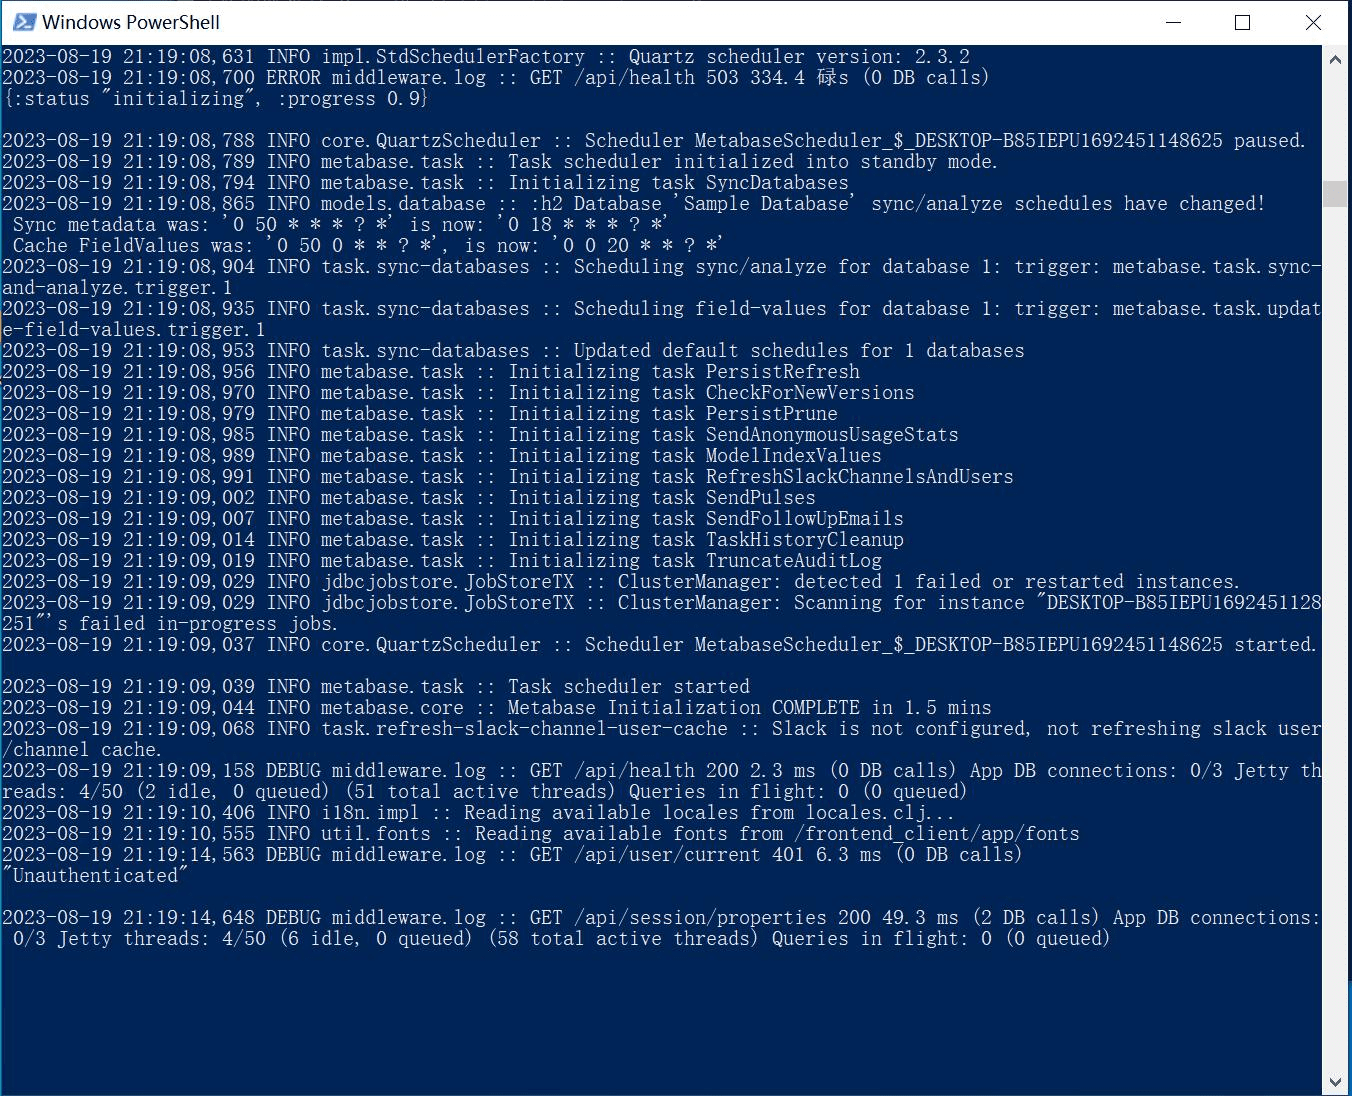 Windows PowerShell
2023-08-19 21:19:08,631 INFO impl.StdSchedulerFactory :: Quartz scheduler version: 2.3.2
2023-08-19 21:19:08,700 ERROR middleware.log :: GET /api/health 503 334.4 碌s (0 DB calls)
{:status "initializing", :progress 0.9}
2023-08-19 21:19:08,788 INFO core.QuartzScheduler :: Scheduler MetabaseScheduler_$_DESKTOP-B85IEPU1692451148625 paused.
2023-08-19 21:19:08,789 INFO metabase.task :: Task scheduler initialized into standby mode.
2023-08-19 21:19:08,794 INFO metabase.task :: Initializing task SyncDatabases
2023-08-19 21:19:08,865 INFO models.database :: :h2 Database 'Sample Database' sync/analyze schedules have changed!
Sync metadata was: '0 50 * * * ? *' is now: '0 18 * * * ? *'
Cache FieldValues was: '0 50 0 * * ? *', is now: '0 0 20 * * ? *'
2023-08-19 21:19:08,904 INFO task.sync-databases :: Scheduling sync/analyze for database 1: trigger: metabase.task.sync-
and-analyze.trigger.1
2023-08-19 21:19:08,935 INFO task.sync-databases :: Scheduling field-values for database 1: trigger: metabase.task.updat
e-field-values.trigger.1
2023-08-19 21:19:08,953 INFO task.sync-databases :: Updated default schedules for 1 databases
2023-08-19 21:19:08,956 INFO metabase.task :: Initializing task PersistRefresh
2023-08-19 21:19:08,970 INFO metabase.task :: Initializing task CheckForNewVersions
2023-08-19 21:19:08,979 INFO metabase.task :: Initializing task PersistPrune
2023-08-19 21:19:08,985 INFO metabase.task :: Initializing task SendAnonymousUsageStats
2023-08-19 21:19:08,989 INFO metabase.task :: Initializing task ModelIndexValues
2023-08-19 21:19:08,991 INFO metabase.task :: Initializing task RefreshSlackChannelsAndUsers
2023-08-19 21:19:09,002 INFO metabase.task :: Initializing task SendPulses
2023-08-19 21:19:09,007 INFO metabase.task :: Initializing task SendFollowUpEmails
2023-08-19 21:19:09,014 INFO metabase.task :: Initializing task TaskHistoryCleanup
2023-08-19 21:19:09,019 INFO metabase.task :: Initializing task TruncateAuditLog
2023-08-19 21:19:09,029 INFO jdbcjobstore.JobStoreTX :: ClusterManager: detected 1 failed or restarted instances.
2023-08-19 21:19:09,029 INFO jdbcjobstore.JobStoreTX :: ClusterManager: Scanning for instance "DESKTOP-B85IEPU1692451128
251"'s failed in-progress jobs.
2023-08-19 21:19:09,037 INFO core.QuartzScheduler :: Scheduler MetabaseScheduler_$_DESKTOP-B85IEPU1692451148625 started.
2023-08-19 21:19:09,039 INFO metabase.task :: Task scheduler started
2023-08-19 21:19:09,044 INFO metabase.core :: Metabase Initialization COMPLETE in 1.5 mins
2023-08-19 21:19:09,068 INFO task.refresh-slack-channel-user-cache :: Slack is not configured, not refreshing slack user
/channel cache.
2023-08-19 21:19:09,158 DEBUG middleware.log :: GET /api/health 200 2.3 ms (0 DB calls) App DB connections: 0/3 Jetty th
reads: 4/50 (2 idle, 0 queued) (51 total active threads) Queries in flight: 0 (0 queued)
2023-08-19 21:19:10,406 INFO i18n.impl :: Reading available locales from locales.clj...
2023-08-19 21:19:10,555 INFO util.fonts :: Reading available fonts from /frontend_client/app/fonts
2023-08-19 21:19:14,563 DEBUG middleware.log :: GET /api/user/current 401 6.3 ms (0 DB calls)
"Unauthenticated"
2023-08-19 21:19:14,648 DEBUG middleware.log :: GET /api/session/properties 200 49.3 ms (2 DB calls) App DB connections:
0/3 Jetty threads: 4/50 (6 idle, 0 queued) (58 total active threads) Queries in flight: 0 (0 queued)